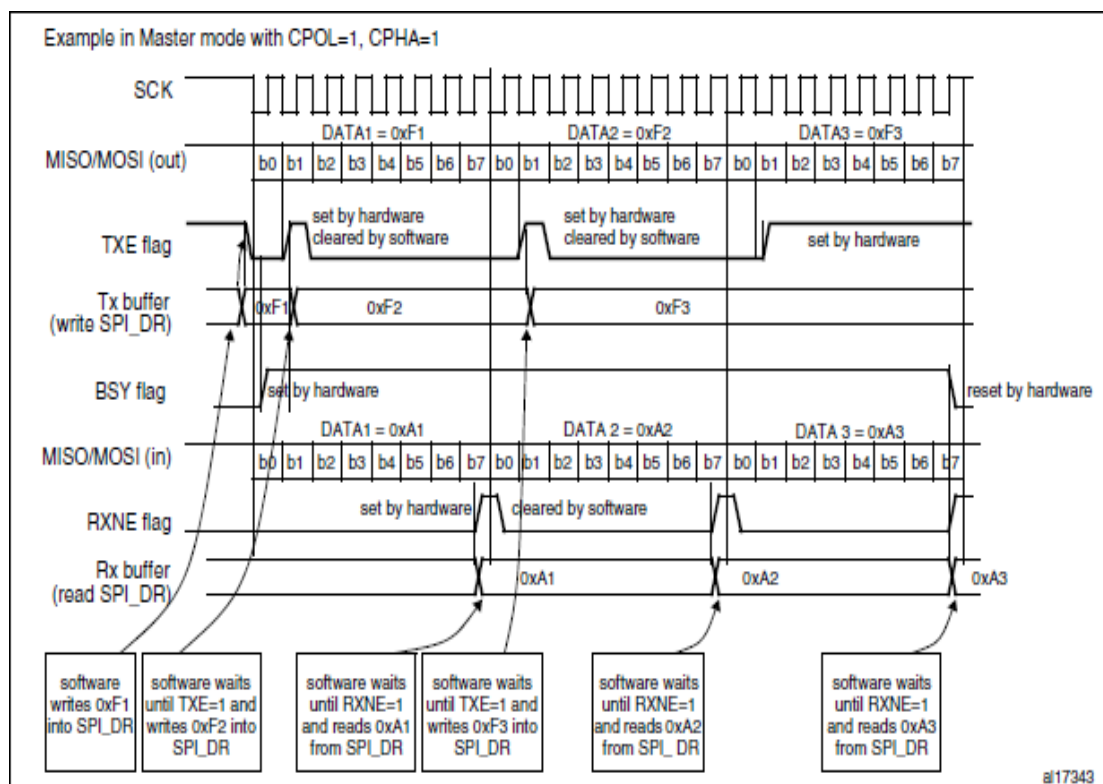 Example in Master mode with CPOL=1, CPHA=1
SCK
DATA1 = 0xF1 DATA2 = 0xF2 DATA3 = 0xF3
MISO/MOSI (out)
b0 b1 b2 b3 b4 b5 b6 b7 b0 b1 b2 b3 b4 b5 b6 b7 b0 b1 b2 b3 b4 b5 b6 b7
TXE flag
set by hardware
cleared by software
set by hardware
cleared by software
set by hardware
Tx buffer
(write SPI_DR)
0xF1 0xF2 0xF3
BSY flag
set by hardware
reset by hardware
DATA1 = 0xA1 DATA 2 = 0xA2 DATA 3 = 0xA3
MISO/MOSI (in)
b0 b1 b2 b3 b4 b5 b6 b7 b0 b1 b2 b3 b4 b5 b6 b7 b0 b1 b2 b3 b4 b5 b6 b7
RXNE flag
set by hardware
cleared by software
Rx buffer
(read SPI_DR)
0xA1 0xA2 0xA3
software
writes 0xF1
into SPI_DR
software waits
until TXE=1 and
writes 0xF2 into
SPI_DR
software waits
until RXNE=1
and reads 0xA1
from SPI_DR
software waits
until TXE=1 and
writes 0xF3 into
SPI_DR
software waits
until RXNE=1
and reads 0xA2
from SPI_ DR
software waits
until RXNE=1
and reads 0xA3
from SPI_DR
ai17343